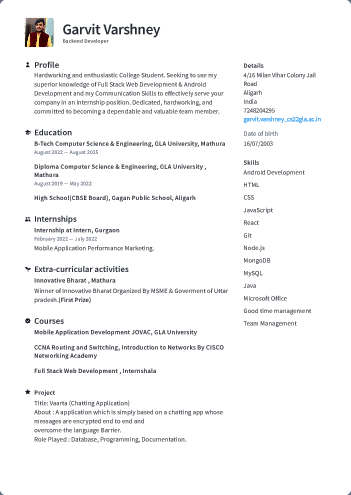 Garvit Varshney
Backend Developer
Profile
Hardworking and enthusiastic College Student. Seeking to use my
superior knowledge of Full Stack Web Development & Android
Development and my Communication Skills to effectively serve your
company in an internship position. Dedicated, hardworking, and
committed to becoming a dependable and valuable team member.
Education
B-Tech Computer Science & Engineering, GLA University, Mathura
August 2022 — August 2025
Diploma Computer Science & Engineering, GLA University ,
Mathura
August 2019 — May 2022
High School(CBSE Board), Gagan Public School, Aligarh
Internships
Internship at Intern, Gurgaon
February 2022 — July 2022
Mobile Application Performance Marketing.
Extra-curricular activities
Innovative Bharat , Mathura
Winner of Innovative Bharat Organized By MSME & Goverment of Uttar
pradesh.(First Prize)
Courses
Mobile Application Development JOVAC, GLA University
CCNA Routing and Switching, Introduction to Networks By CISCO
Networking Academy
Full Stack Web Development , Internshala
Project
Title: Vaarta (Chatting Application)
About : A application which is simply based on a chatting app whose
messages are encrypted end to end and
overcome the language Barrier.
Role Played : Database, Programming, Documentation.
Details
4/16 Milan Vihar Colony Jail
Road
Aligarh
India
7248204295
garvit.varshney_cs22@gla.ac.in
Date of birth
16/07/2003
Skills
Android Development
HTML
CSS
JavaScript
React
Git
Node.js
MongoDB
MySQL
Java
Microsoft Office
Good time management
Team Management